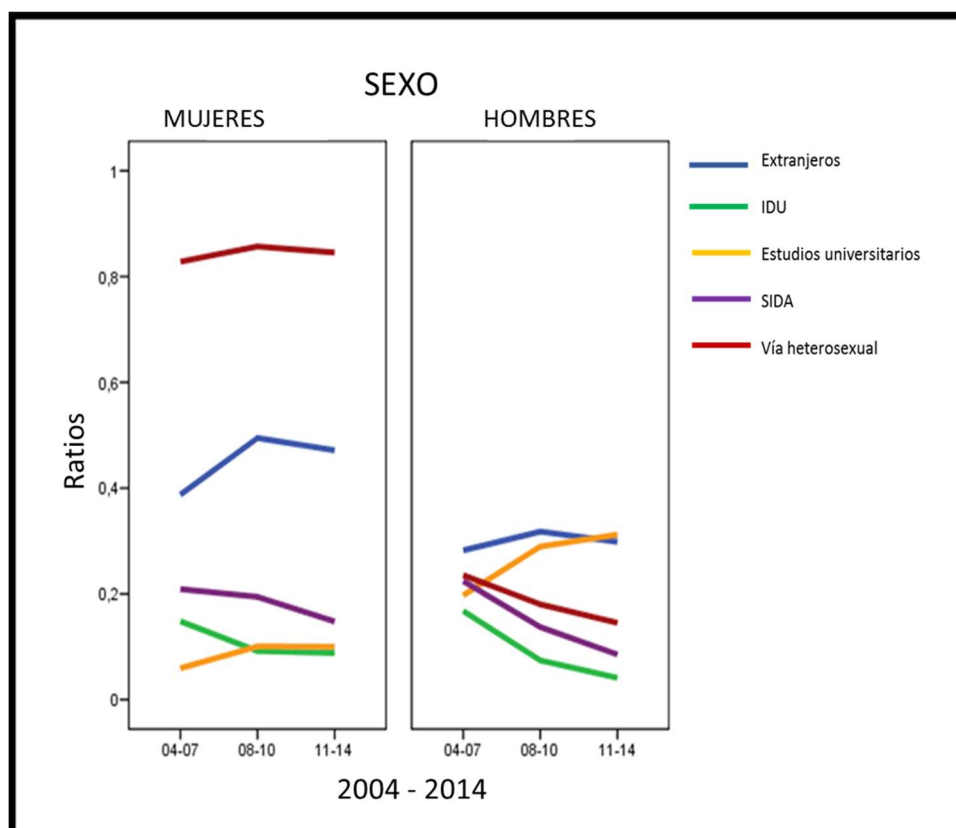 SEXO
MUJERES
HOMBRES
1
0,8
0,6
0,4
0,2
0
Ratios
04-07 08-10 11-14
04-07 08-10 11-14
2004 - 2014
Extranjeros
IDU
Estudios universitarios
SIDA
Vía heterosexual